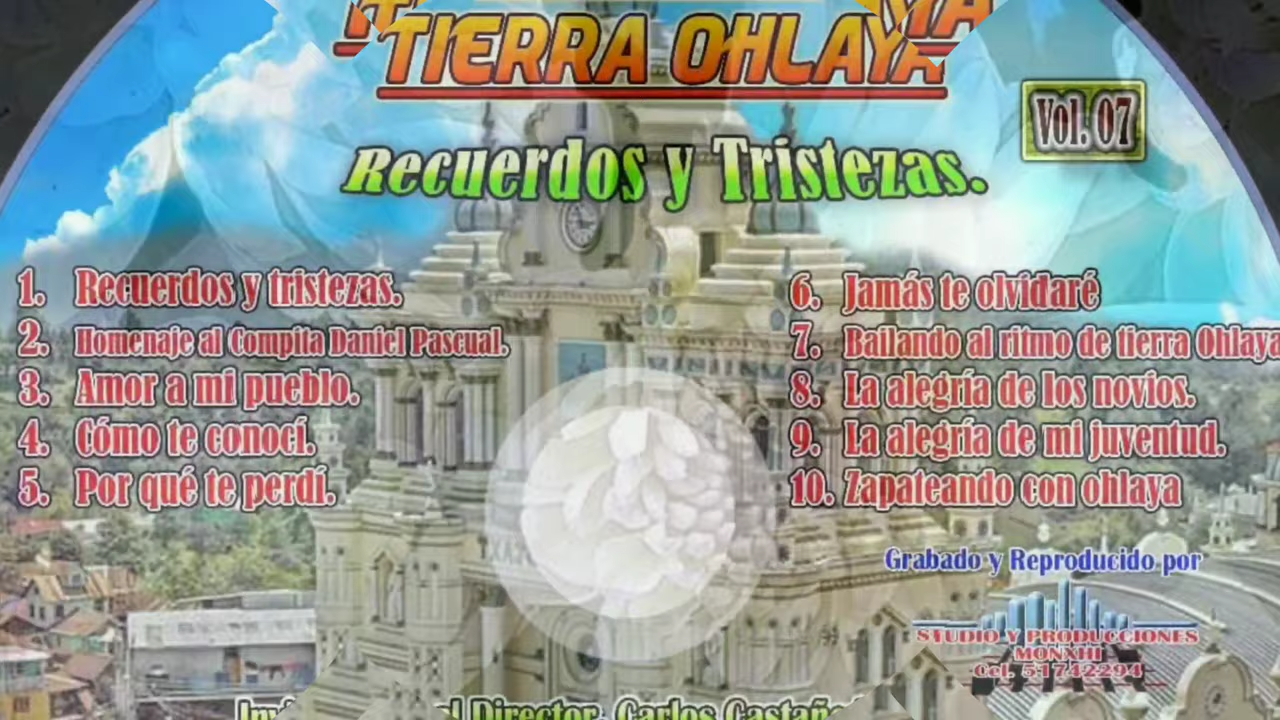 TIERRA OHLAYA
Vol. 07
Recuerdos y Tristezas.
1. Recuerdos y tristezas.
2. Homenaje al Compita Daniel Pascual.
3. Amor a mi pueblo.
4. Cómo te conocí.
5. Por qué te perdí.
6. Jamás te olvidaré
7. Bailando al ritmo de tierra Ohlaya
8. La alegría de los novios.
9. La alegría de mi juventud.
10. Zapateando con ohlaya
Grabado y Reproducido por
STUDIO Y PRODUCCIONES
MONXHI
Cel. 51742294
Director Carlos